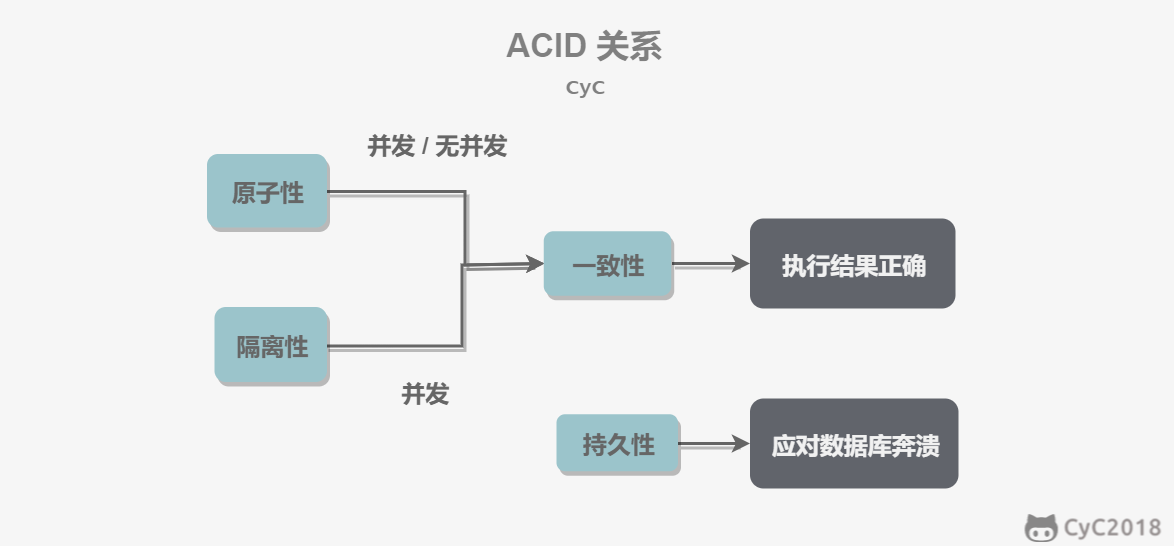 ACID 关系
CyC
并发 / 无并发
原子性
一致性
执行结果正确
隔离性
并发
持久性
应对数据库奔溃
CyC2018